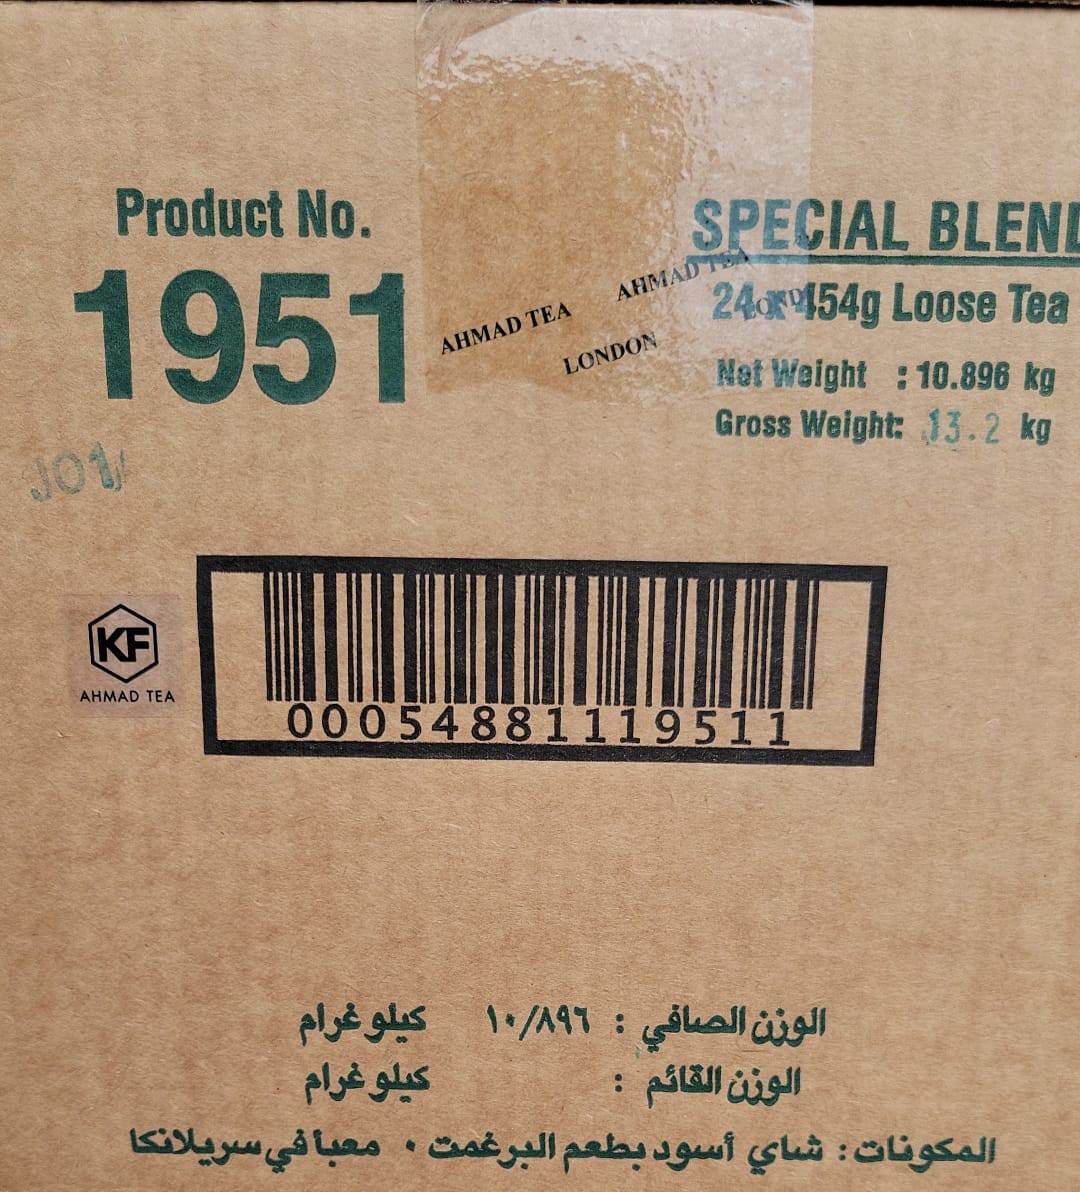 Product No.
1951
SPECIAL BLEND
24 x 454g Loose Tea
Net Weight : 10.896 kg
Gross Weight: 13.2 kg
AHMAD TEA
LONDON
AHMAD TEA
J01
KF
AHMAD TEA
00054881119511
الوزن الصافي : ١٠/٨٩٦ كيلو غرام
الوزن القائم : كيلو غرام
المكونات : شاي أسود بطعم البرغمت • معبأ في سريلانكا